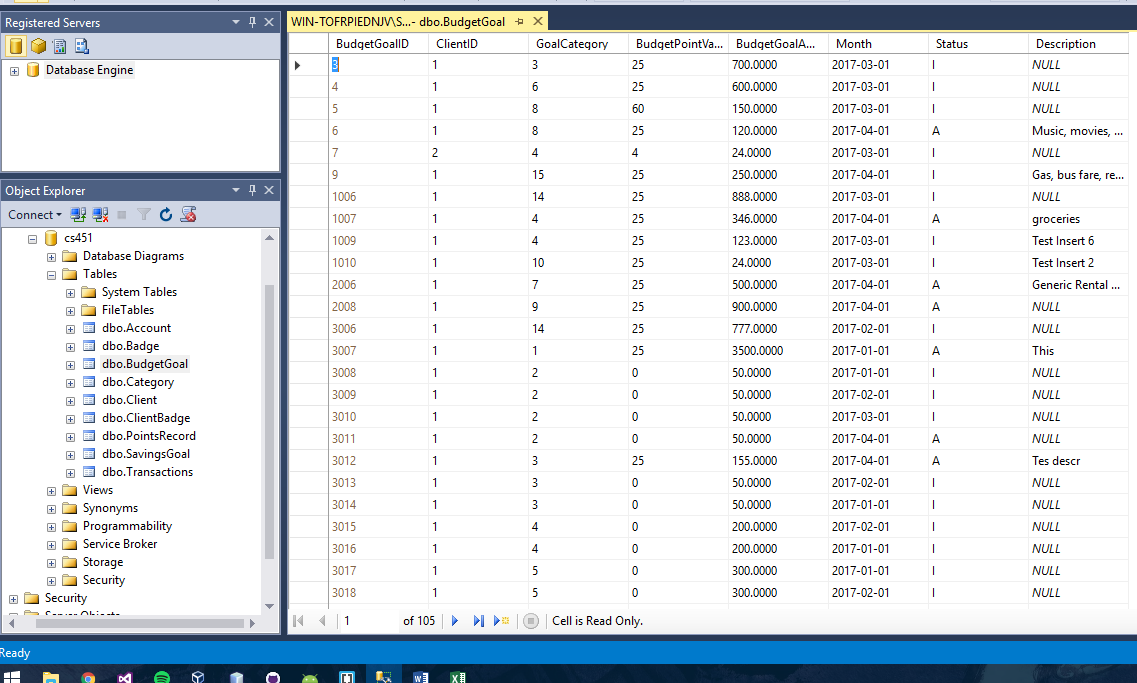 Registered Servers
Database Engine
Object Explorer
Connect
cs451
Database Diagrams
Tables
System Tables
FileTables
dbo.Account
dbo.Badge
dbo.BudgetGoal
dbo.Category
dbo.Client
dbo.ClientBadge
dbo.PointsRecord
dbo.SavingsGoal
dbo.Transactions
Views
Synonyms
Programmability
Service Broker
Storage
Security
Security
Server Objects
WIN-TOFRPIEDNJV\S...- dbo.BudgetGoal
BudgetGoalID ClientID GoalCategory BudgetPointVa... BudgetGoalA... Month Status Description
3 1 3 25 700.0000 2017-03-01 I NULL
4 1 6 25 600.0000 2017-03-01 I NULL
5 1 8 60 150.0000 2017-03-01 I NULL
6 1 8 25 120.0000 2017-04-01 A Music, movies, ...
7 2 4 4 24.0000 2017-03-01 I NULL
9 1 15 25 250.0000 2017-04-01 I Gas, bus fare, re...
1006 1 14 25 888.0000 2017-03-01 I NULL
1007 1 4 25 346.0000 2017-04-01 A groceries
1009 1 4 25 123.0000 2017-03-01 I Test Insert 6
1010 1 10 25 24.0000 2017-03-01 I Test Insert 2
2006 1 7 25 500.0000 2017-04-01 A Generic Rental ...
2008 1 9 25 900.0000 2017-04-01 A NULL
3006 1 14 25 777.0000 2017-02-01 I NULL
3007 1 1 25 3500.0000 2017-01-01 A This
3008 1 2 0 50.0000 2017-01-01 I NULL
3009 1 2 0 50.0000 2017-02-01 I NULL
3010 1 2 0 50.0000 2017-03-01 I NULL
3011 1 2 0 50.0000 2017-04-01 A NULL
3012 1 3 25 155.0000 2017-04-01 A Tes descr
3013 1 3 0 50.0000 2017-02-01 I NULL
3014 1 3 0 50.0000 2017-01-01 I NULL
3015 1 4 0 200.0000 2017-02-01 I NULL
3016 1 4 0 200.0000 2017-01-01 I NULL
3017 1 5 0 300.0000 2017-01-01 I NULL
3018 1 5 0 300.0000 2017-02-01 I NULL
1 of 105 Cell is Read Only.
Ready